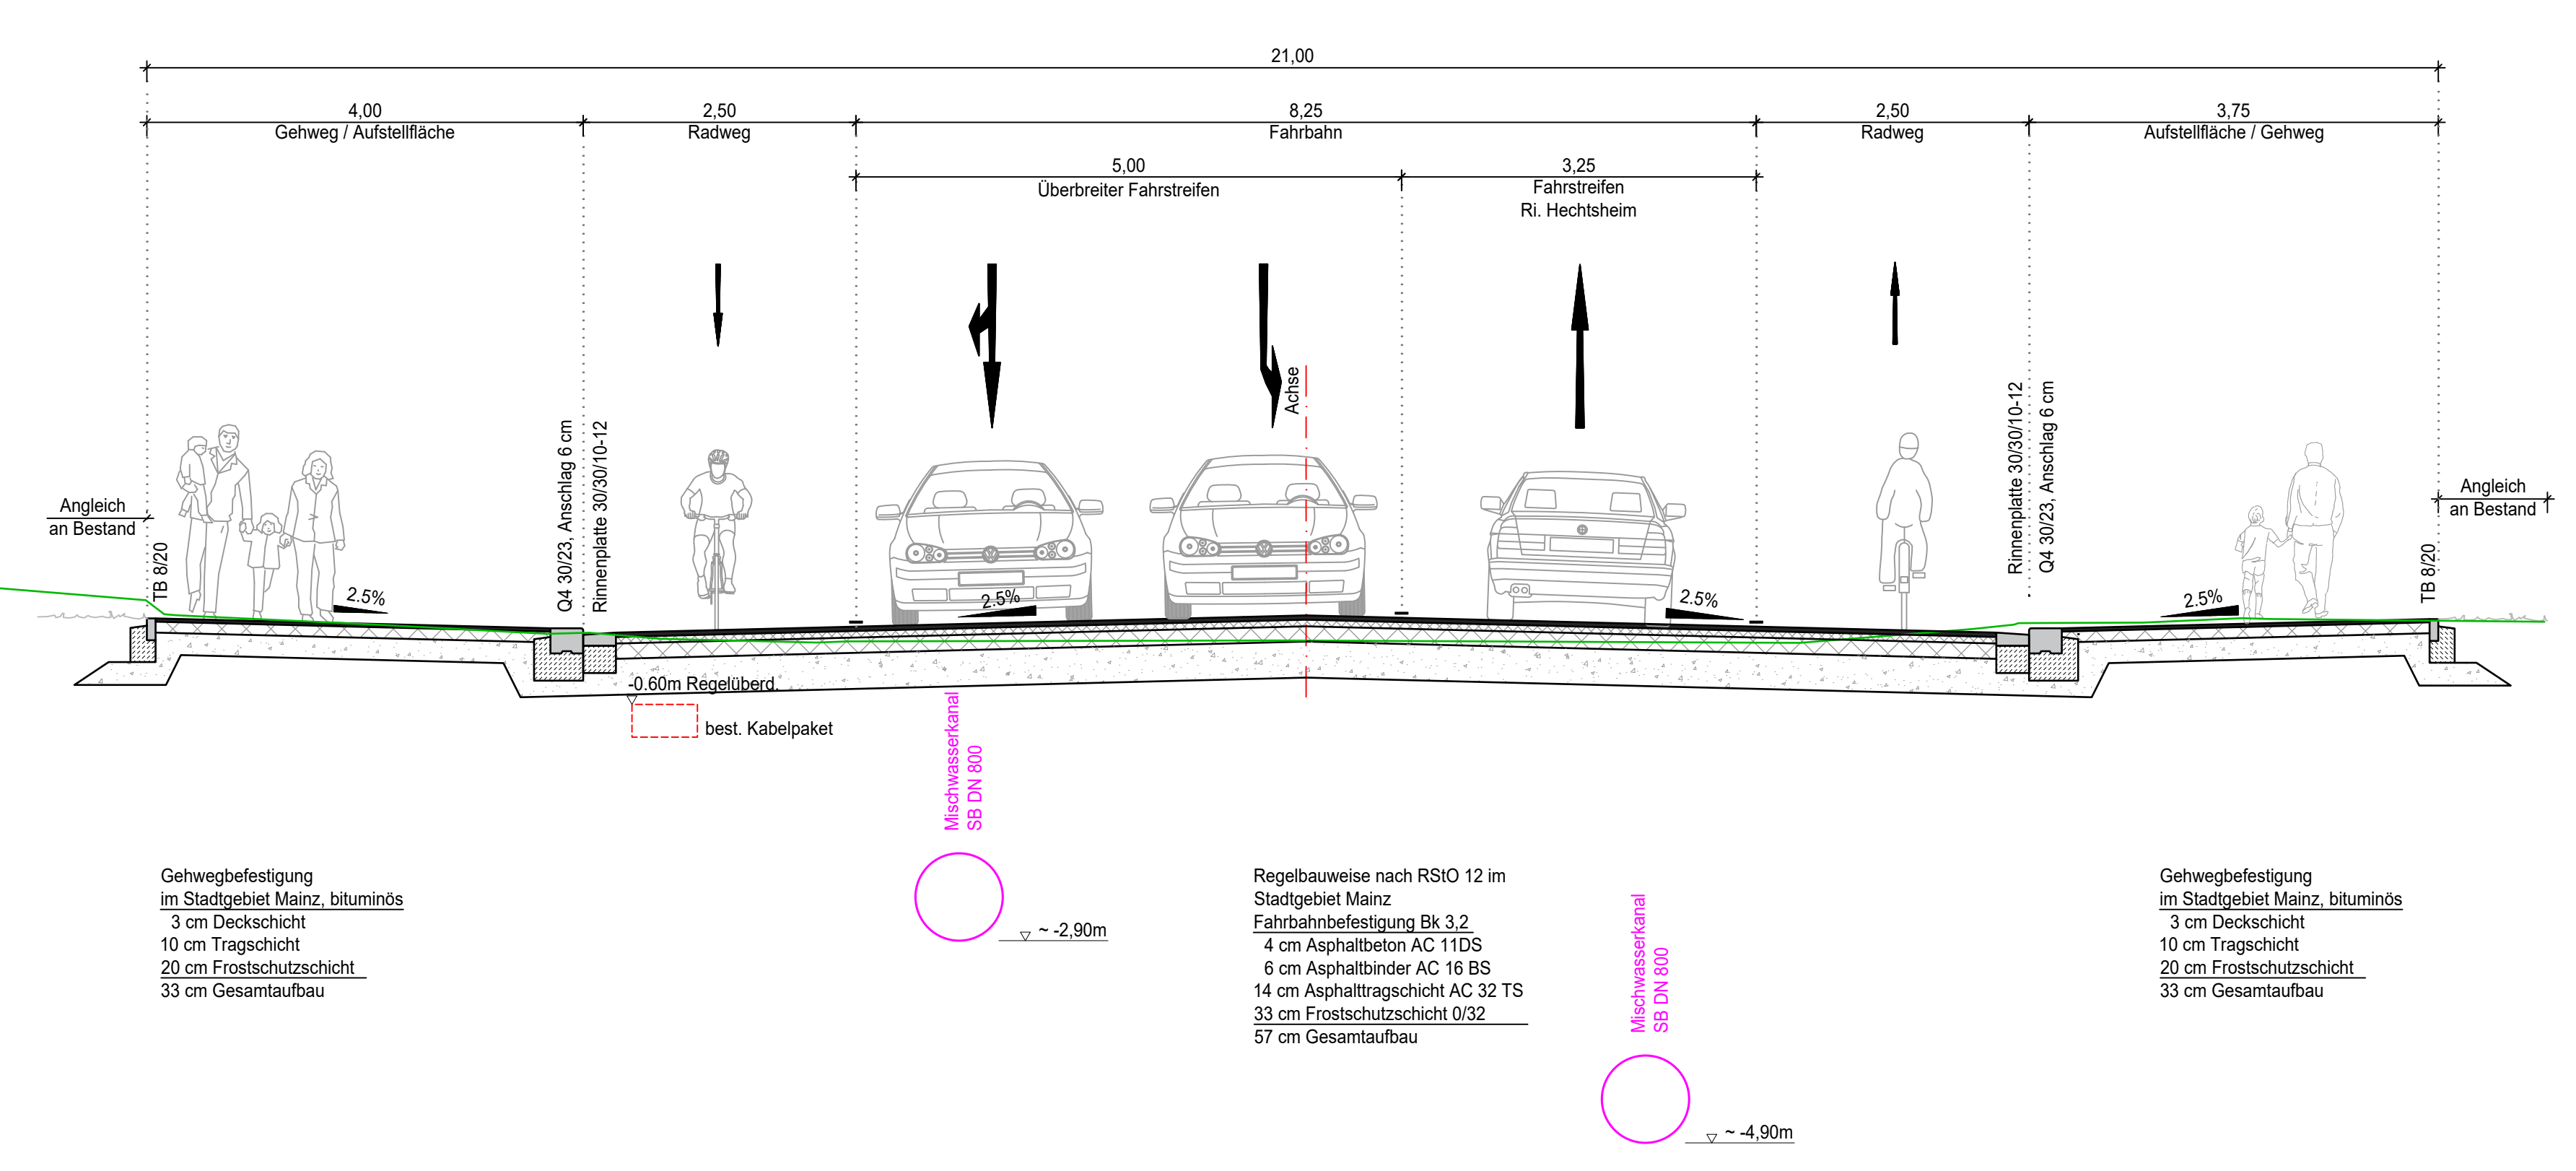 21,00
4,00
Gehweg / Aufstellfläche
2,50
Radweg
8,25
Fahrbahn
2,50
Radweg
3,75
Aufstellfläche / Gehweg
5,00
Überbreiter Fahrstreifen
3,25
Fahrstreifen
Ri. Hechtsheim
Achse
Angleich
an Bestand
TB 8/20
2.5%
Q4 30/23, Anschlag 6 cm
Rinnenplatte 30/30/10-12
2.5%
2.5%
Rinnenplatte 30/30/10-12
Q4 30/23, Anschlag 6 cm
2.5%
TB 8/20
Angleich
an Bestand
-0.60m Regelüberd.
best. Kabelpaket
Mischwasserkanal
SB DN 800
~ -2,90m
Gehwegbefestigung
im Stadtgebiet Mainz, bituminös
3 cm Deckschicht
10 cm Tragschicht
20 cm Frostschutzschicht
33 cm Gesamtaufbau
Regelbauweise nach RStO 12 im
Stadtgebiet Mainz
Fahrbahnbefestigung Bk 3,2
4 cm Asphaltbeton AC 11DS
6 cm Asphaltbinder AC 16 BS
14 cm Asphalttragschicht AC 32 TS
33 cm Frostschutzschicht 0/32
57 cm Gesamtaufbau
Mischwasserkanal
SB DN 800
~ -4,90m
Gehwegbefestigung
im Stadtgebiet Mainz, bituminös
3 cm Deckschicht
10 cm Tragschicht
20 cm Frostschutzschicht
33 cm Gesamtaufbau